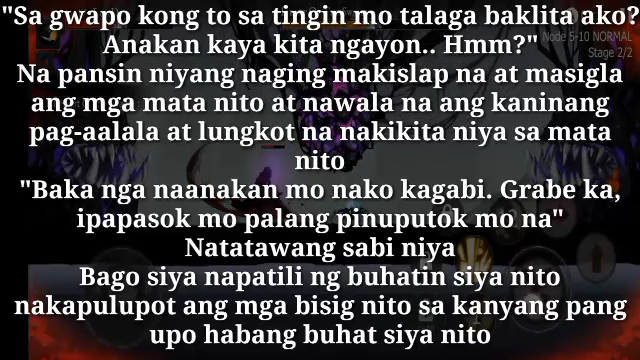 "Sa gwapo kong to sa tingin mo talaga baklita ako?
Anakan kaya kita ngayon.. Hmm?"
Node 5-10 NORMAL
Stage 2/2
Na pansin niyang naging makislap na at masigla
ang mga mata nito at nawala na ang kaninang
pag-aalala at lungkot na nakikita niya sa mata
nito
"Baka nga naanakan mo nako kagabi. Grabe ka,
ipapasok mo palang pinuputok mo na"
Natatawang sabi niya
Bago siya napatili ng buhatin siya nito
nakapulupot ang mga bisig nito sa kanyang pang
upo habang buhat siya nito